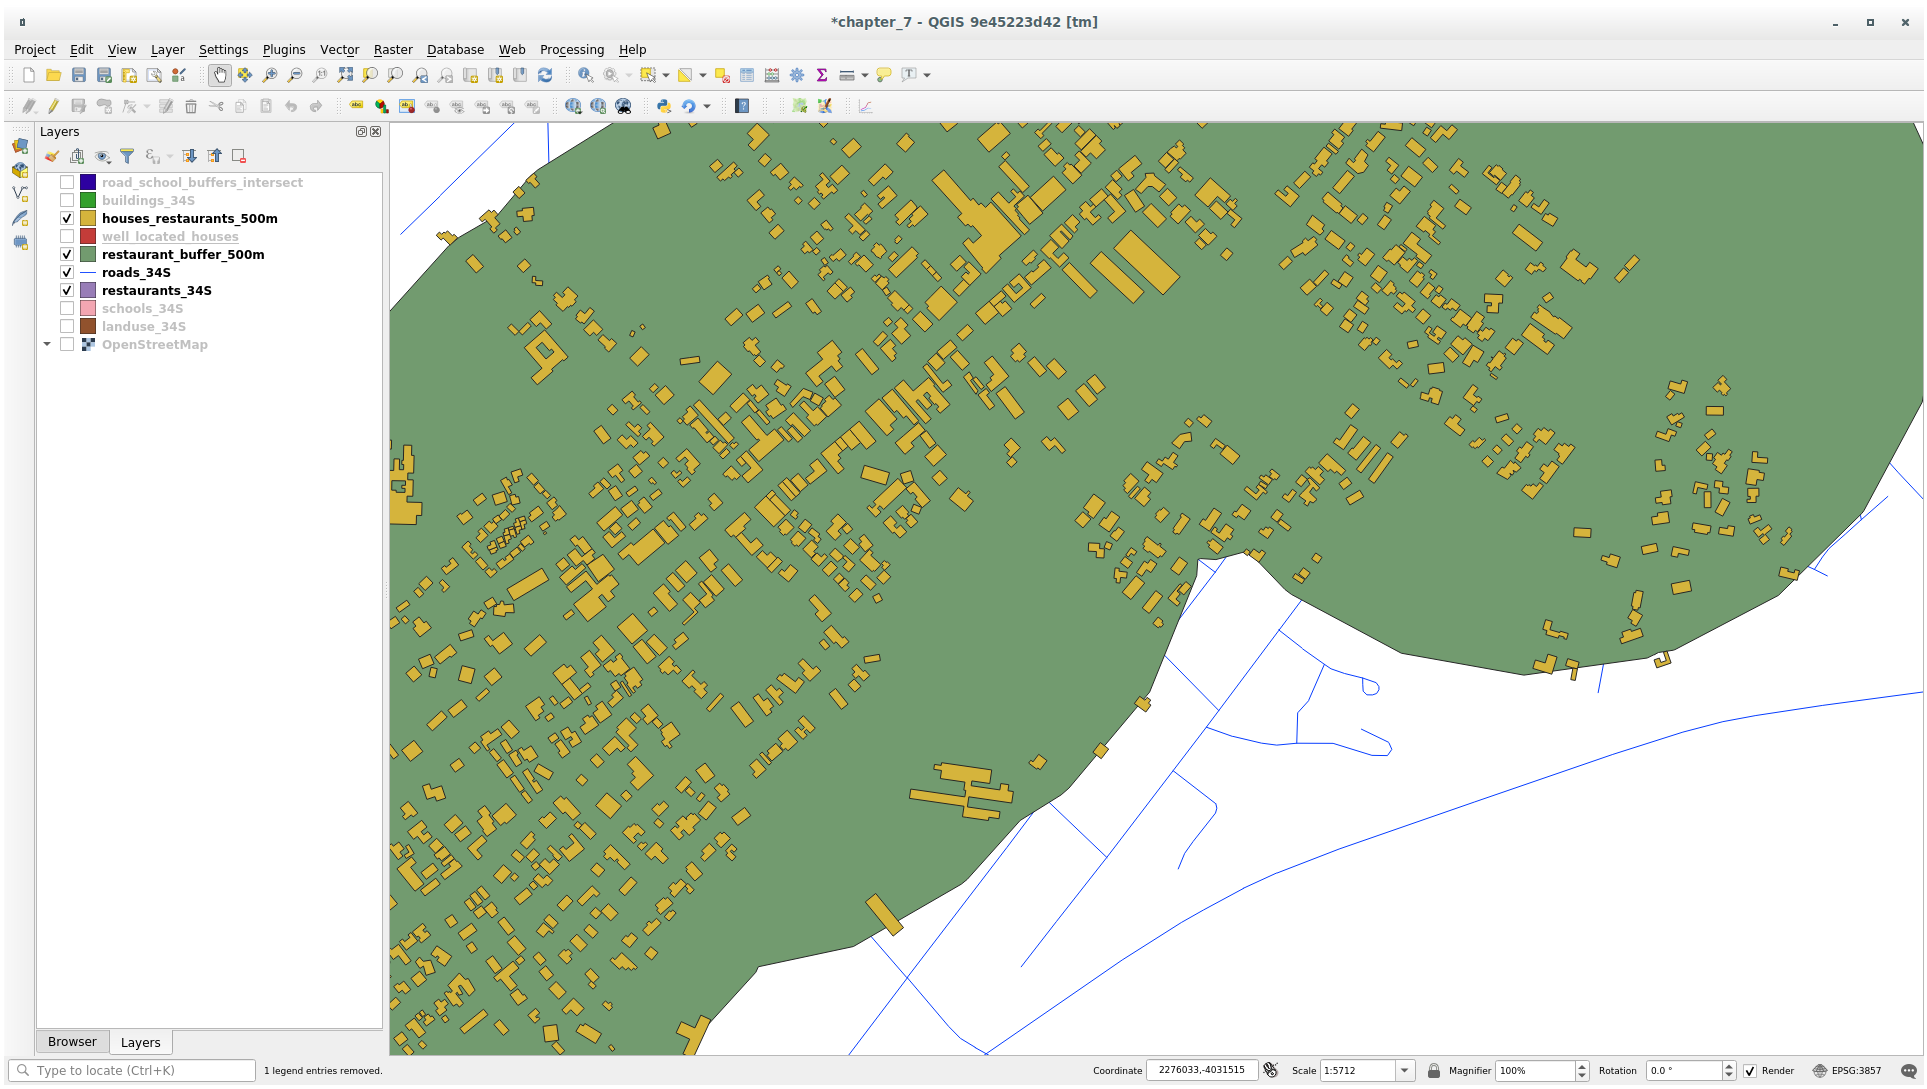 *chapter_7 - QGIS 9e45223d42 [tm]
Project Edit View Layer Settings Plugins Vector Raster Database Web Processing Help
Layers
road_school_buffers_intersect
buildings_34S
houses_restaurants_500m
well_located_houses
restaurant_buffer_500m
roads_34S
restaurants_34S
schools_34S
landuse_34S
OpenStreetMap
Browser Layers
Type to locate (Ctrl+K) 1 legend entries removed. Coordinate 2276033,-4031515 Scale 1:5712 Magnifier 100% Rotation 0.0 ° Render EPSG:3857